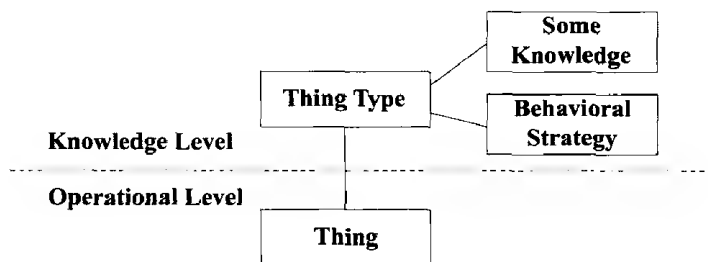 Some
Knowledge
Thing Type
Behavioral
Strategy
Knowledge Level
Operational Level
Thing